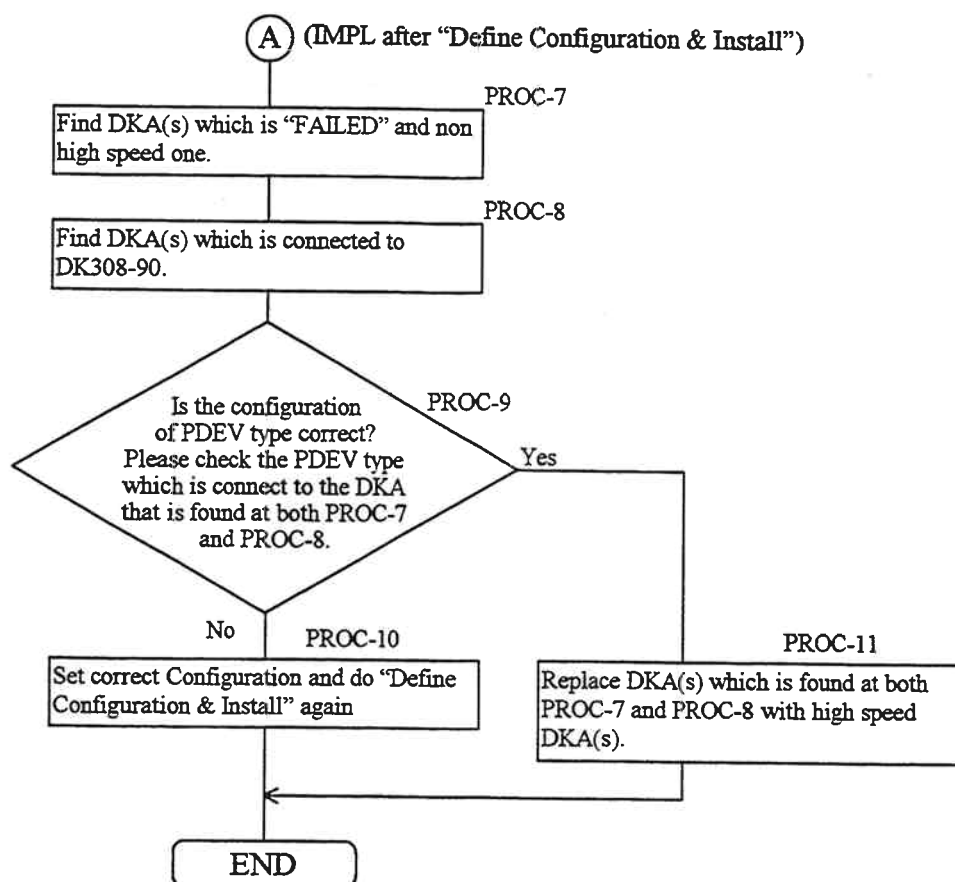 A (IMPL after “Define Configuration & Install”)
PROC-7
Find DKA(s) which is “FAILED” and non
high speed one.
PROC-8
Find DKA(s) which is connected to
DK308-90.
PROC-9
Is the configuration
of PDEV type correct?
Please check the PDEV type
which is connect to the DKA
that is found at both PROC-7
and PROC-8.
Yes
No
PROC-10
Set correct Configuration and do “Define
Configuration & Install” again
PROC-11
Replace DKA(s) which is found at both
PROC-7 and PROC-8 with high speed
DKA(s).
END